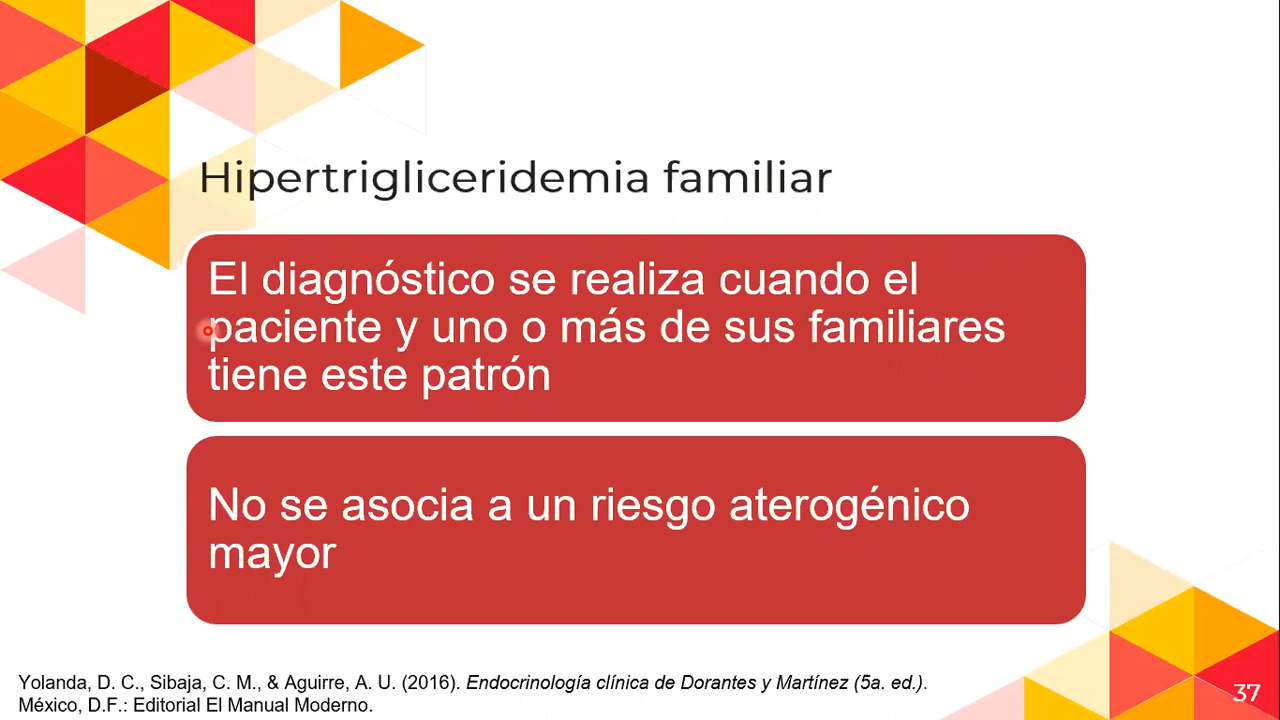 Hipertrigliceridemia familiar
El diagnóstico se realiza cuando el
paciente y uno o más de sus familiares
tiene este patrón
No se asocia a un riesgo aterogénico
mayor
Yolanda, D. C., Sibaja, C. M., & Aguirre, A. U. (2016). Endocrinología clínica de Dorantes y Martínez (5a. ed.).
México, D.F.: Editorial El Manual Moderno.
37